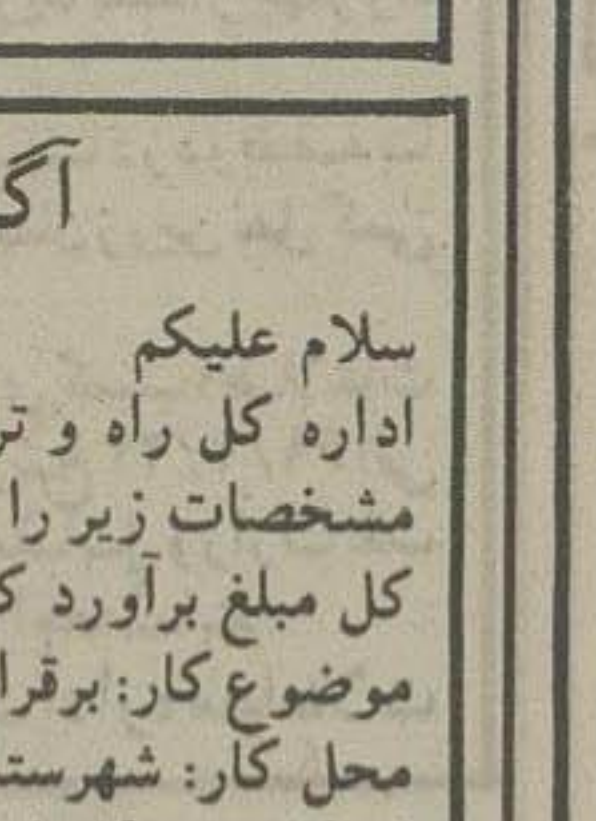 آگ
سلام علیکم
اداره کل راه و تر
مشخصات زیر را
کل مبلغ برآورد ک
موضوع کار: برقرا
محل کار: شهرست